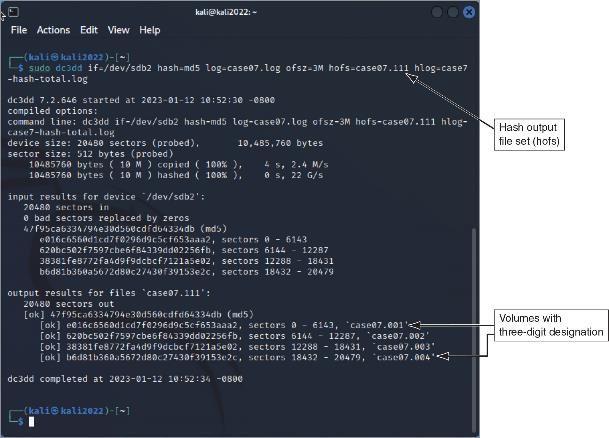 kali@kali2022: ~
File Actions Edit View Help
(kali㉿kali2022)-[~]
$ sudo dc3dd if=/dev/sdb2 hash=md5 log=case07.log ofsz=3M hofs=case07.111 hlog=case7
-hash-total.log
dc3dd 7.2.646 started at 2023-01-12 10:52:30 -0800
compiled options:
command line: dc3dd if=/dev/sdb2 hash=md5 log=case07.log ofsz=3M hofs=case07.111 hlog=
case7-hash-total.log
device size: 20480 sectors (probed), 10,485,760 bytes
sector size: 512 bytes (probed)
10485760 bytes ( 10 M ) copied ( 100% ), 4 s, 2.4 M/s
10485760 bytes ( 10 M ) hashed ( 100% ), 0 s, 22 G/s
input results for device `/dev/sdb2':
20480 sectors in
0 bad sectors replaced by zeros
47f95ca6334794e30d560cdfd64334db (md5)
e016c6560d1cd7f0296d9c5cf653aaa2, sectors 0 - 6143
620bc502f7597cbe6f84339dd02256fb, sectors 6144 - 12287
38381fe8772fa4d9f9dcbcf7121a5e02, sectors 12288 - 18431
b6d81b360a5672d80c27430f39153e2c, sectors 18432 - 20479
output results for files `case07.111':
20480 sectors out
[ok] 47f95ca6334794e30d560cdfd64334db (md5)
[ok] e016c6560d1cd7f0296d9c5cf653aaa2, sectors 0 - 6143, `case07.001'
[ok] 620bc502f7597cbe6f84339dd02256fb, sectors 6144 - 12287, `case07.002'
[ok] 38381fe8772fa4d9f9dcbcf7121a5e02, sectors 12288 - 18431, `case07.003'
[ok] b6d81b360a5672d80c27430f39153e2c, sectors 18432 - 20479, `case07.004'
dc3dd completed at 2023-01-12 10:52:34 -0800
(kali㉿kali2022)-[~]
$
Hash output
file set (hofs)
Volumes with
three-digit designation